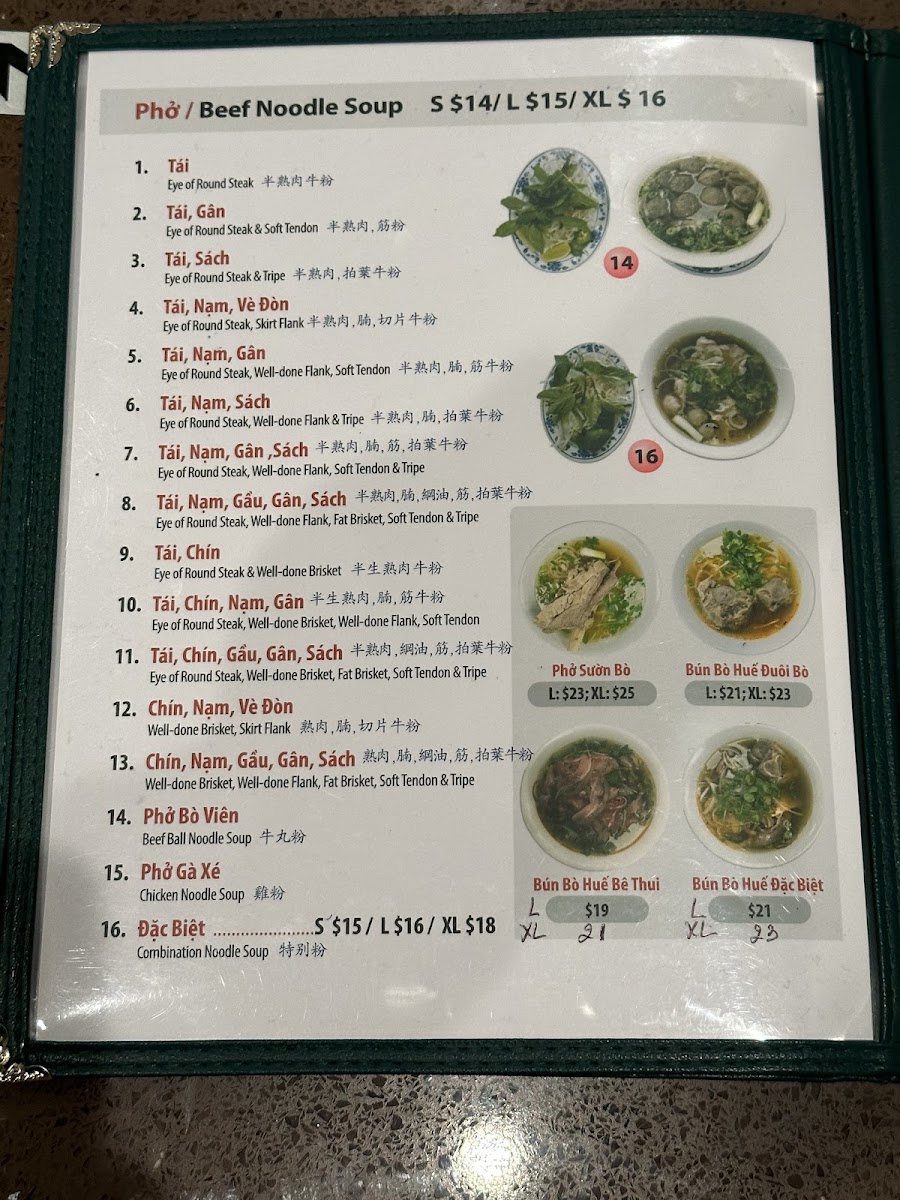 Phở / Beef Noodle Soup S $14/ L $15/ XL $ 16
1. Tái
Eye of Round Steak 半熟肉牛粉
2. Tái, Gân
Eye of Round Steak & Soft Tendon 半熟肉,筋粉
3. Tái, Sách
Eye of Round Steak & Tripe 半熟肉,拍葉牛粉
4. Tái, Nạm, Vè Đòn
Eye of Round Steak, Skirt Flank 半熟肉,腩,切片牛粉
5. Tái, Nạm, Gân
Eye of Round Steak, Well-done Flank, Soft Tendon 半熟肉,腩,筋牛粉
6. Tái, Nạm, Sách
Eye of Round Steak, Well-done Flank & Tripe 半熟肉,腩,拍葉牛粉
7. Tái, Nạm, Gân ,Sách 半熟肉,腩,筋,拍葉牛粉
Eye of Round Steak, Well-done Flank, Soft Tendon & Tripe
8. Tái, Nạm, Gầu, Gân, Sách 半熟肉,腩,綱油,筋,拍葉牛粉
Eye of Round Steak, Well-done Flank, Fat Brisket, Soft Tendon & Tripe
9. Tái, Chín
Eye of Round Steak & Well-done Brisket 半生熟肉牛粉
10. Tái, Chín, Nạm, Gân 半生熟肉,腩,筋牛粉
Eye of Round Steak, Well-done Brisket, Well-done Flank, Soft Tendon
11. Tái, Chín, Gầu, Gân, Sách 半熟肉,綱油,筋,拍葉牛粉
Eye of Round Steak, Well-done Brisket, Fat Brisket, Soft Tendon & Tripe
12. Chín, Nạm, Vè Đòn
Well-done Brisket, Skirt Flank 熟肉,腩,切片牛粉
13. Chín, Nạm, Gầu, Gân, Sách 熟肉,腩,綱油,筋,拍葉牛粉
Well-done Brisket, Well-done Flank, Fat Brisket, Soft Tendon & Tripe
14. Phở Bò Viên
Beef Ball Noodle Soup 牛丸粉
15. Phở Gà Xé
Chicken Noodle Soup 雞粉
16. Đặc Biệt ......................S $15 / L $16 / XL $18
Combination Noodle Soup 特别粉
14
16
Phở Sườn Bò
L: $23; XL: $25
Bún Bò Huế Đuôi Bò
L: $21; XL: $23
Bún Bò Huế Bê Thui
L $19
XL 21
Bún Bò Huế Đặc Biệt
L $21
XL 23